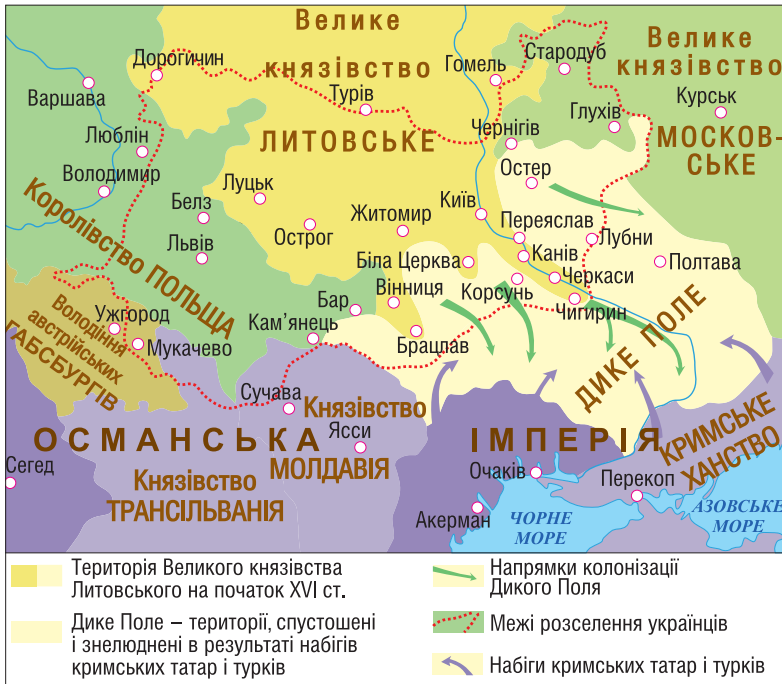 Велике
князівство
ЛИТОВСЬКЕ
Велике
князівство
МОСКОВ-
СЬКЕ
Дорогичин
Варшава
Турів
Гомель
Стародуб
Курськ
Глухів
Чернігів
Люблін
Володимир
Остер
Луцьк
Белз
Київ
Житомир
Острог
Переяслав
Львів
Лубни
Канів
Полтава
Біла Церква
Черкаси
Королівство ПОЛЬЩА
Вінниця
Корсунь
Бар
Чигирин
Ужгород
Кам’янець
Брацлав
Мукачево
Володіння
австрійських
ГАБСБУРГІВ
ДИКЕ ПОЛЕ
Сучава
Князівство
МОЛДАВІЯ
ОСМАНСЬКА ІМПЕРІЯ
Ясси
КРИМСЬКЕ
ХАНСТВО
Сегед
Князівство
ТРАНСІЛЬВАНІЯ
Очаків
Перекоп
Акерман
ЧОРНЕ
МОРЕ
АЗОВСЬКЕ
МОРЕ
Територія Великого князівства
Литовського на початок XVI ст.
Дике Поле – території, спустошені
і знелюднені в результаті набігів
кримських татар і турків
Напрямки колонізації
Дикого Поля
Межі розселення українців
Набіги кримських татар і турків